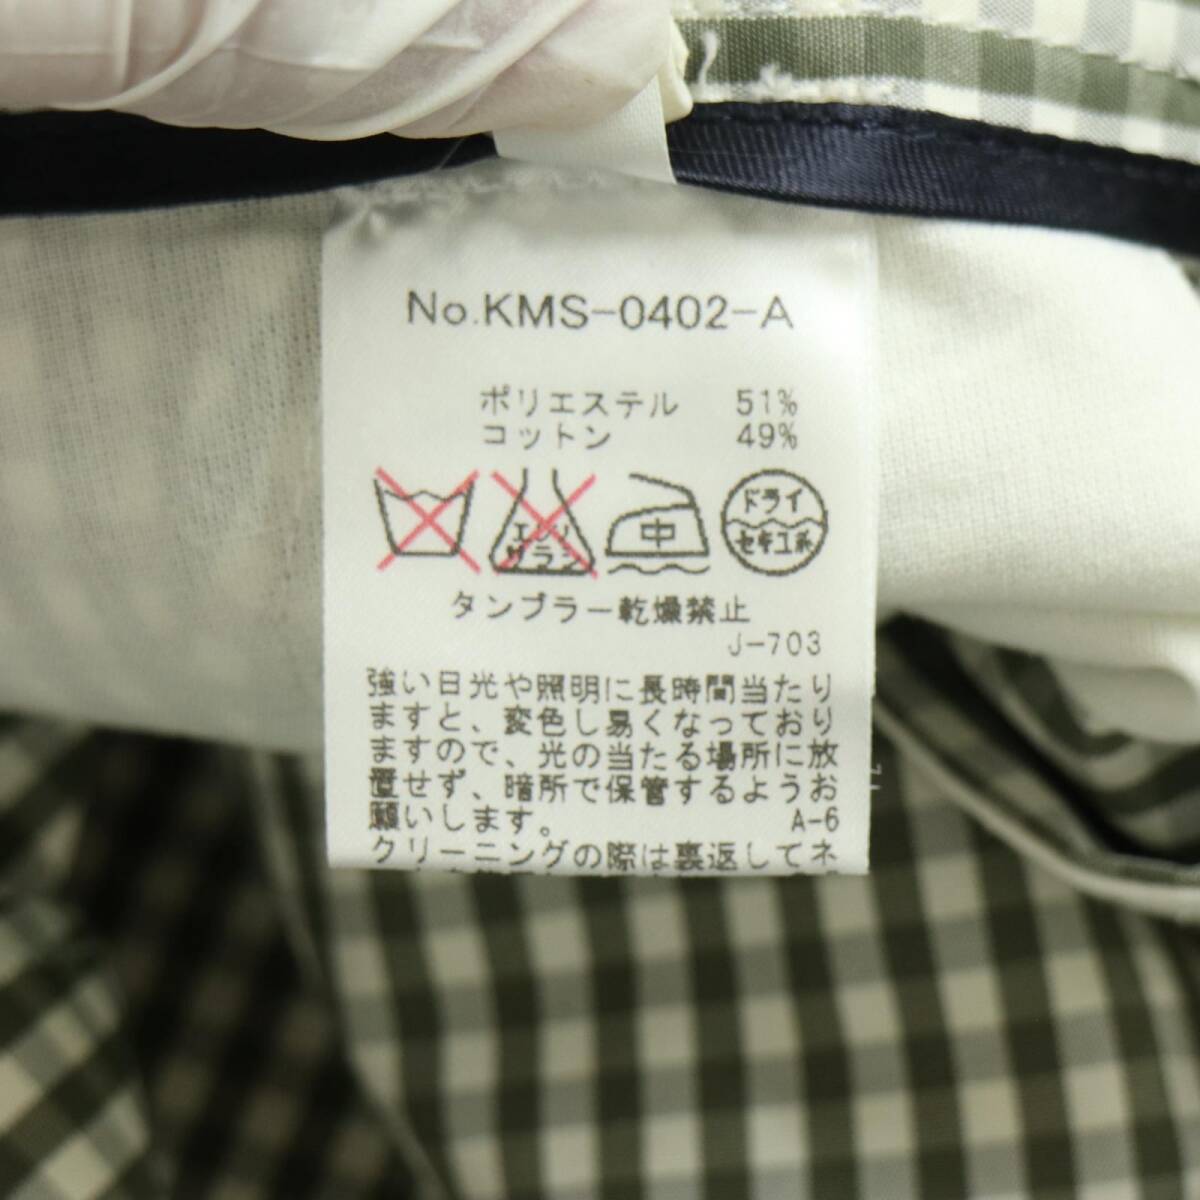 No.KMS-0402-A
ポリエステル 51%
コットン 49%
エンソ
サラシ
中
ドライ
セキユ系
タンブラー乾燥禁止
J-703
強い日光や照明に長時間当たり
ますと、変色し易くなっており
ますので、光の当たる場所に放
置せず、暗所で保管するようお
願いします。 A-6
クリーニングの際は裏返してネ